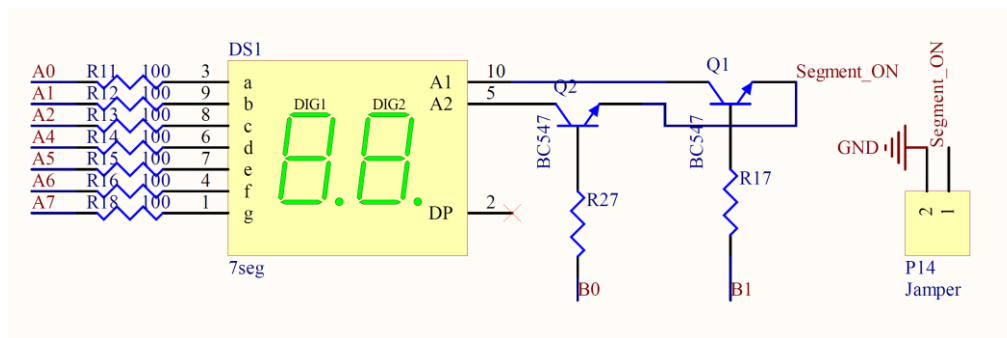 DS1
A0 R11 100 3 a
A1 R12 100 9 b
A2 R13 100 8 c
A4 R14 100 6 d
A5 R15 100 7 e
A6 R16 100 4 f
A7 R18 100 1 g
DIG1 DIG2
A1 10
A2 5
DP 2
7seg
Q2
BC547
R27
B0
Q1
BC547
R17
B1
Segment_ON
GND
Segment_ON
2 1
P14
Jamper